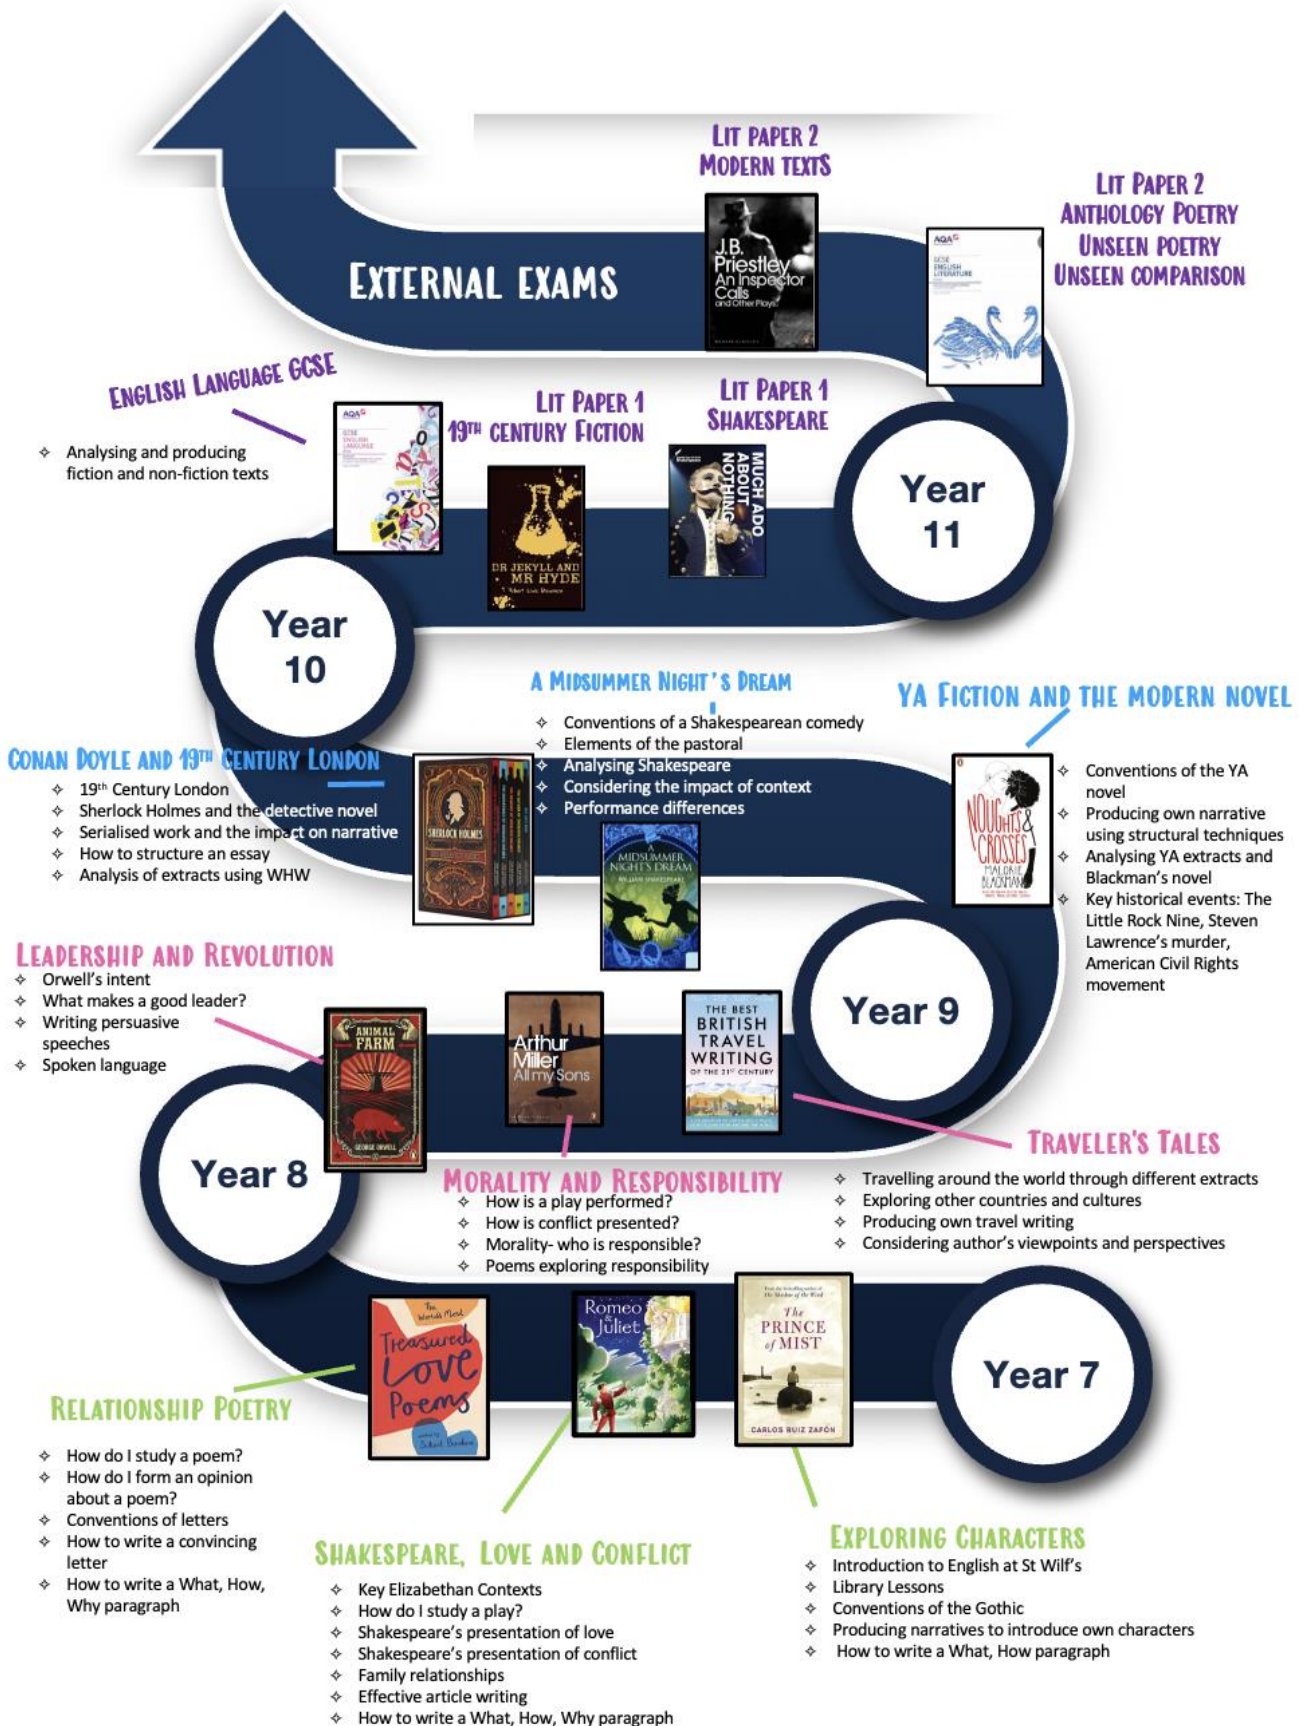 LIT PAPER 2
MODERN TEXTS
LIT PAPER 2
ANTHOLOGY POETRY
UNSEEN POETRY
UNSEEN COMPARISON
J.B.
Priestley
An Inspector
Calls
and Other Plays
AQA
GCSE
ENGLISH
LITERATURE
EXTERNAL EXAMS
ENGLISH LANGUAGE GCSE
✧ Analysing and producing
fiction and non-fiction texts
AQA
GCSE
ENGLISH
LANGUAGE
LIT PAPER 1
19TH CENTURY FICTION
DR JEKYLL AND
MR HYDE
LIT PAPER 1
SHAKESPEARE
MUCH ADO
ABOUT
NOTHING
Year
11
Year
10
A MIDSUMMER NIGHT'S DREAM
✧ Conventions of a Shakespearean comedy
✧ Elements of the pastoral
✧ Analysing Shakespeare
✧ Considering the impact of context
✧ Performance differences
A
MIDSUMMER
NIGHT'S DREAM
WILLIAM SHAKESPEARE
YA FICTION AND THE MODERN NOVEL
✧ Conventions of the YA
novel
✧ Producing own narrative
using structural techniques
✧ Analysing YA extracts and
Blackman's novel
✧ Key historical events: The
Little Rock Nine, Steven
Lawrence's murder,
American Civil Rights
movement
NOUGHTS &
CROSSES
MALORIE
BLACKMAN
CONAN DOYLE AND 19TH CENTURY LONDON
✧ 19th Century London
✧ Sherlock Holmes and the detective novel
✧ Serialised work and the impact on narrative
✧ How to structure an essay
✧ Analysis of extracts using WHW
SHERLOCK HOLMES
LEADERSHIP AND REVOLUTION
✧ Orwell's intent
✧ What makes a good leader?
✧ Writing persuasive
speeches
✧ Spoken language
ANIMAL
FARM
GEORGE ORWELL
Arthur
Miller
All my Sons
THE BEST
BRITISH
TRAVEL
WRITING
OF THE 21ST CENTURY
Year 9
Year 8
MORALITY AND RESPONSIBILITY
✧ How is a play performed?
✧ How is conflict presented?
✧ Morality- who is responsible?
✧ Poems exploring responsibility
TRAVELER'S TALES
✧ Travelling around the world through different extracts
✧ Exploring other countries and cultures
✧ Producing own travel writing
✧ Considering author's viewpoints and perspectives
The
World's Most
Treasured
Love
Poems
Romeo
& Juliet
The
PRINCE
of MIST
CARLOS RUIZ ZAFÓN
Year 7
RELATIONSHIP POETRY
✧ How do I study a poem?
✧ How do I form an opinion
about a poem?
✧ Conventions of letters
✧ How to write a convincing
letter
✧ How to write a What, How,
Why paragraph
SHAKESPEARE, LOVE AND CONFLICT
✧ Key Elizabethan Contexts
✧ How do I study a play?
✧ Shakespeare's presentation of love
✧ Shakespeare's presentation of conflict
✧ Family relationships
✧ Effective article writing
✧ How to write a What, How, Why paragraph
EXPLORING CHARACTERS
✧ Introduction to English at St Wilf's
✧ Library Lessons
✧ Conventions of the Gothic
✧ Producing narratives to introduce own characters
✧ How to write a What, How paragraph